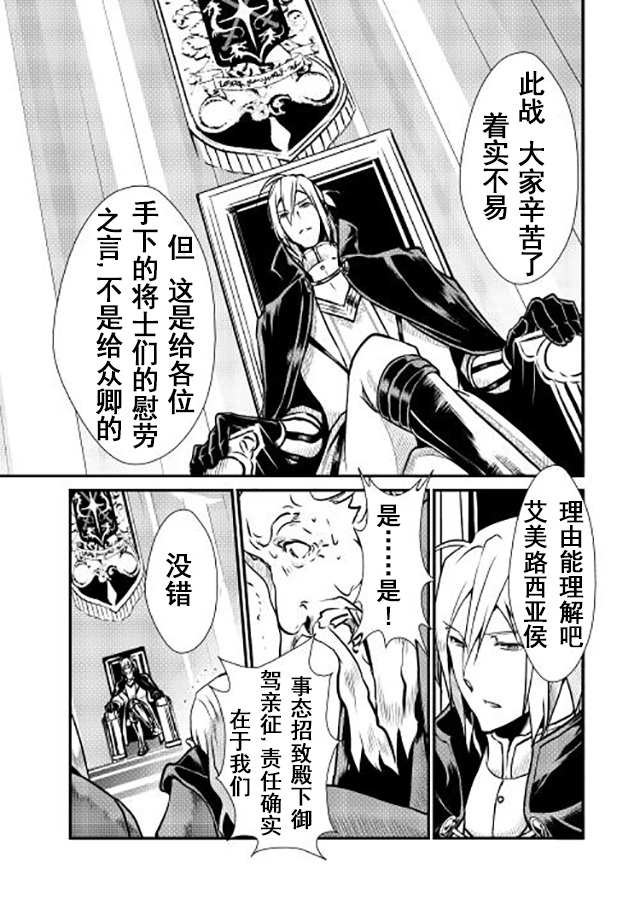 此战 大家辛苦了
着实不易
但 这是给各位
手下的将士们的慰劳
之言,不是给众卿的
理由能理解吧
艾美路西亚侯
是……是！
事态招致殿下御
驾亲征,责任确实
在于我们
没错